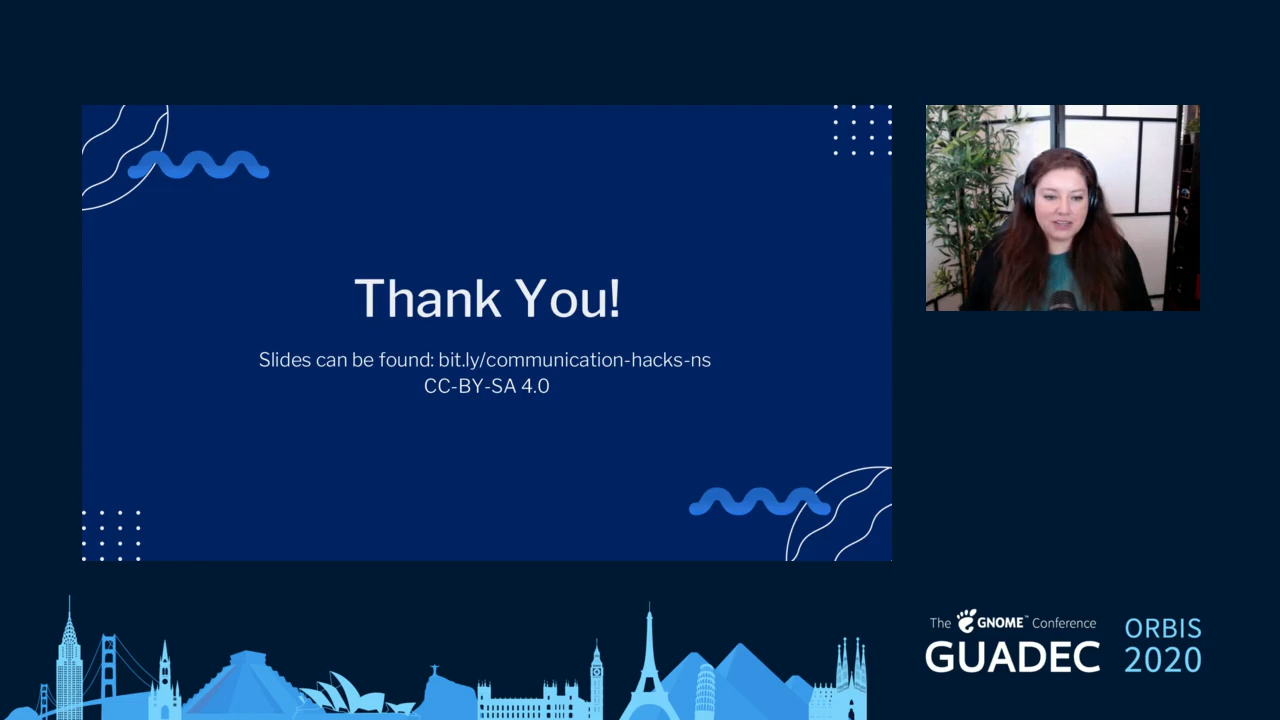 Thank You!
Slides can be found: bit.ly/communication-hacks-ns
CC-BY-SA 4.0
The GNOME™ Conference
GUADEC
ORBIS
2020